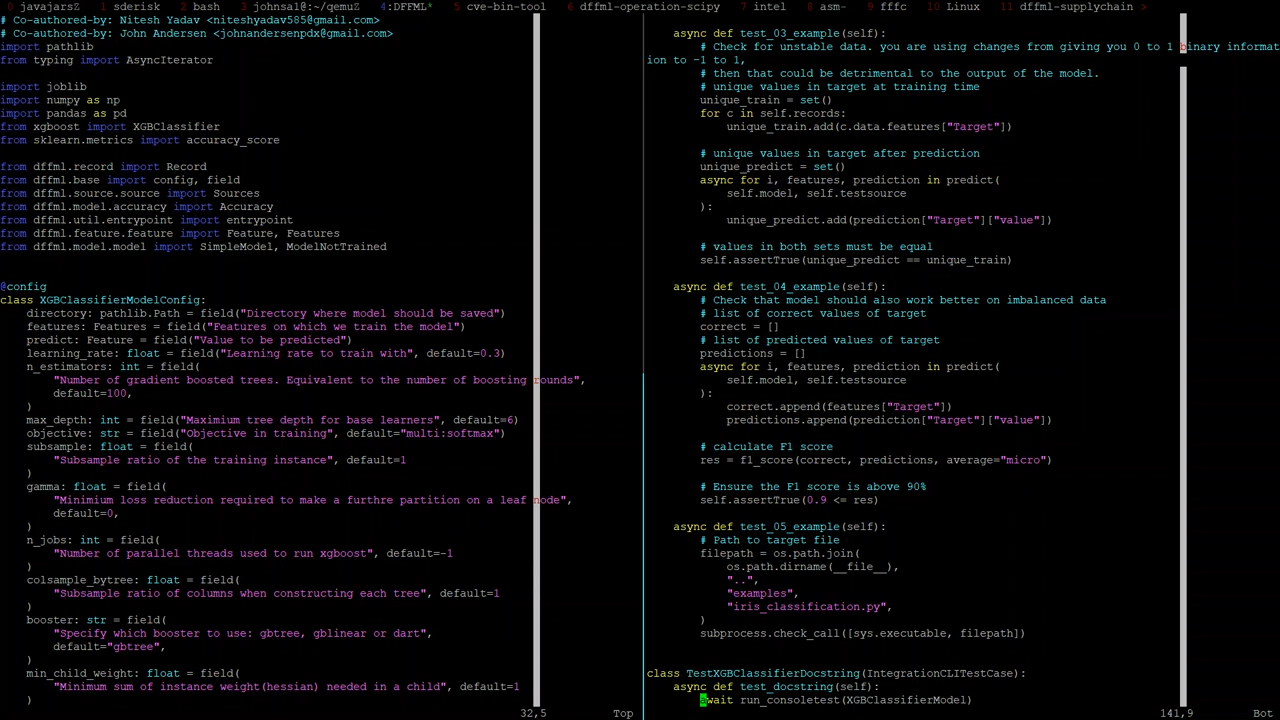 0 javajarsZ  1 sderisk  2 bash  3 johnsal@:~/qemuZ  4:DFFML*  5 cve-bin-tool  6 dffml-operation-scipy  7 intel  8 asm-  9 fffc  10 Linux  11 dffml-supplychain >
# Co-authored-by: Nitesh Yadav <niteshyadav585@gmail.com>
# Co-authored-by: John Andersen <johnandersenpdx@gmail.com>
import pathlib
from typing import AsyncIterator
import joblib
import numpy as np
import pandas as pd
from xgboost import XGBClassifier
from sklearn.metrics import accuracy_score
from dffml.record import Record
from dffml.base import config, field
from dffml.source.source import Sources
from dffml.model.accuracy import Accuracy
from dffml.util.entrypoint import entrypoint
from dffml.feature.feature import Feature, Features
from dffml.model.model import SimpleModel, ModelNotTrained
@config
class XGBClassifierModelConfig:
    directory: pathlib.Path = field("Directory where model should be saved")
    features: Features = field("Features on which we train the model")
    predict: Feature = field("Value to be predicted")
    learning_rate: float = field("Learning rate to train with", default=0.3)
    n_estimators: int = field(
        "Number of gradient boosted trees. Equivalent to the number of boosting rounds",
        default=100,
    )
    max_depth: int = field("Maximium tree depth for base learners", default=6)
    objective: str = field("Objective in training", default="multi:softmax")
    subsample: float = field(
        "Subsample ratio of the training instance", default=1
    )
    gamma: float = field(
        "Minimium loss reduction required to make a furthre partition on a leaf node",
        default=0,
    )
    n_jobs: int = field(
        "Number of parallel threads used to run xgboost", default=-1
    )
    colsample_bytree: float = field(
        "Subsample ratio of columns when constructing each tree", default=1
    )
    booster: str = field(
        "Specify which booster to use: gbtree, gblinear or dart",
        default="gbtree",
    )
    min_child_weight: float = field(
        "Minimum sum of instance weight(hessian) needed in a child", default=1
    )
32,5 Top
    async def test_03_example(self):
        # Check for unstable data. you are using changes from giving you 0 to 1 binary informat
ion to -1 to 1,
        # then that could be detrimental to the output of the model.
        # unique values in target at training time
        unique_train = set()
        for c in self.records:
            unique_train.add(c.data.features["Target"])
        # unique values in target after prediction
        unique_predict = set()
        async for i, features, prediction in predict(
            self.model, self.testsource
        ):
            unique_predict.add(prediction["Target"]["value"])
        # values in both sets must be equal
        self.assertTrue(unique_predict == unique_train)
    async def test_04_example(self):
        # Check that model should also work better on imbalanced data
        # list of correct values of target
        correct = []
        # list of predicted values of target
        predictions = []
        async for i, features, prediction in predict(
            self.model, self.testsource
        ):
            correct.append(features["Target"])
            predictions.append(prediction["Target"]["value"])
        # calculate F1 score
        res = f1_score(correct, predictions, average="micro")
        # Ensure the F1 score is above 90%
        self.assertTrue(0.9 <= res)
    async def test_05_example(self):
        # Path to target file
        filepath = os.path.join(
            os.path.dirname(__file__),
            "..",
            "examples",
            "iris_classification.py",
        )
        subprocess.check_call([sys.executable, filepath])
class TestXGBClassifierDocstring(IntegrationCLITestCase):
    async def test_docstring(self):
        await run_consoletest(XGBClassifierModel)
141,9 Bot